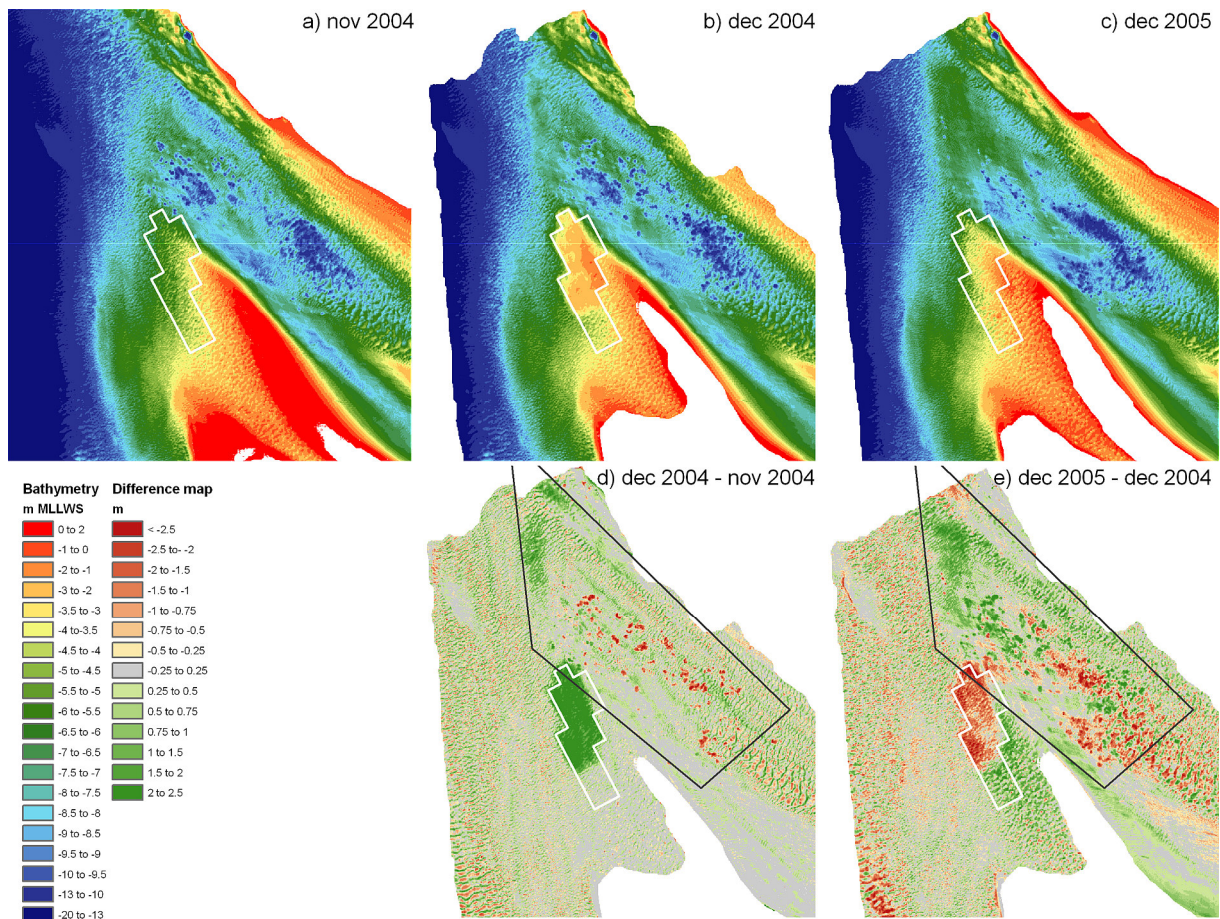 a) nov 2004
b) dec 2004
c) dec 2005
d) dec 2004 - nov 2004
e) dec 2005 - dec 2004
Bathymetry
m MLLWS
0 to 2
-1 to 0
-2 to -1
-3 to -2
-3.5 to -3
-4 to -3.5
-4.5 to -4
-5 to -4.5
-5.5 to -5
-6 to -5.5
-6.5 to -6
-7 to -6.5
-7.5 to -7
-8 to -7.5
-8.5 to -8
-9 to -8.5
-9.5 to -9
-10 to -9.5
-13 to -10
-20 to -13
Difference map
m
< -2.5
-2.5 to- -2
-2 to -1.5
-1.5 to -1
-1 to -0.75
-0.75 to -0.5
-0.5 to -0.25
-0.25 to 0.25
0.25 to 0.5
0.5 to 0.75
0.75 to 1
1 to 1.5
1.5 to 2
2 to 2.5